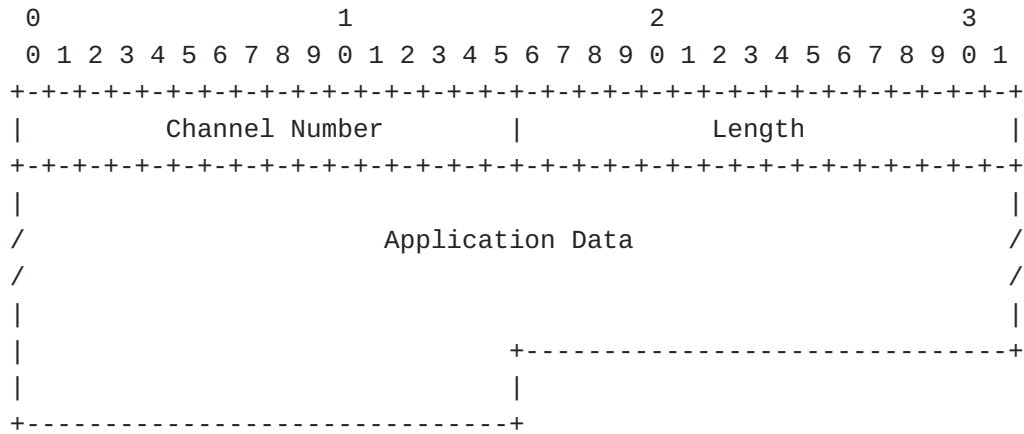 0                   1                   2                   3
 0 1 2 3 4 5 6 7 8 9 0 1 2 3 4 5 6 7 8 9 0 1 2 3 4 5 6 7 8 9 0 1
+-+-+-+-+-+-+-+-+-+-+-+-+-+-+-+-+-+-+-+-+-+-+-+-+-+-+-+-+-+-+-+-+
|         Channel Number        |            Length             |
+-+-+-+-+-+-+-+-+-+-+-+-+-+-+-+-+-+-+-+-+-+-+-+-+-+-+-+-+-+-+-+-+
|                                                               |
/                       Application Data                        /
/                                                               /
|                                                               |
|                               +-------------------------------+
|                               |
+-------------------------------+